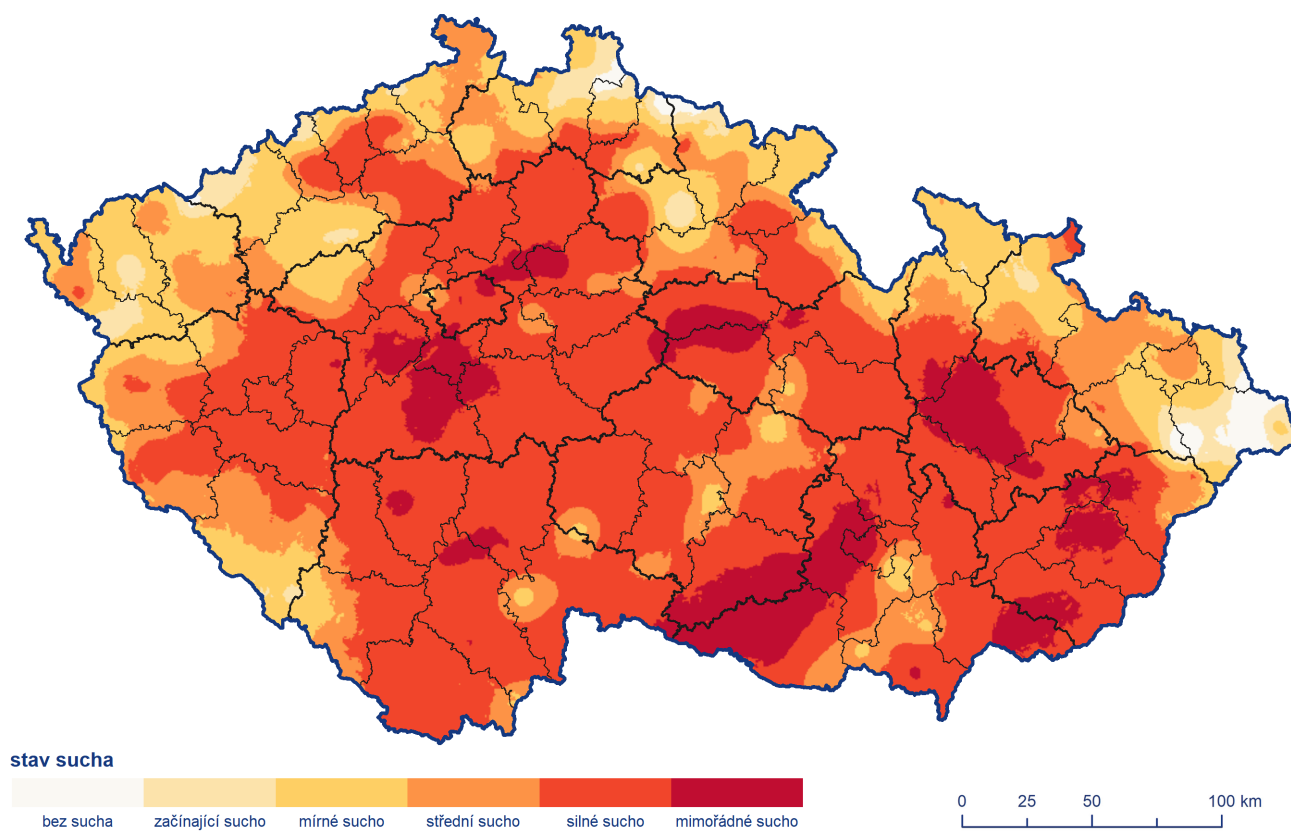 stav sucha
bez sucha začínající sucho mírné sucho střední sucho silné sucho mimořádné sucho
0 25 50 100 km